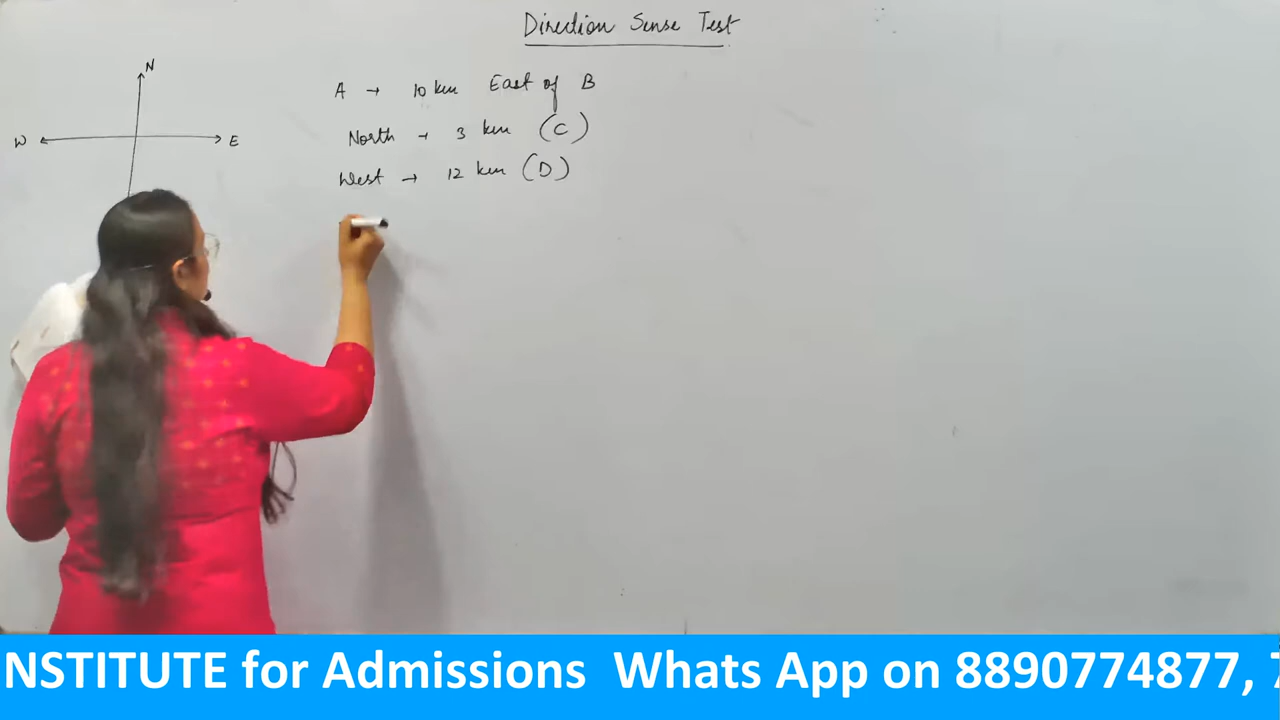 Direction Sense Test
N
W E
A → 10 km East of B
North → 3 km (C)
West → 12 km (D)
NSTITUTE for Admissions Whats App on 8890774877, 7